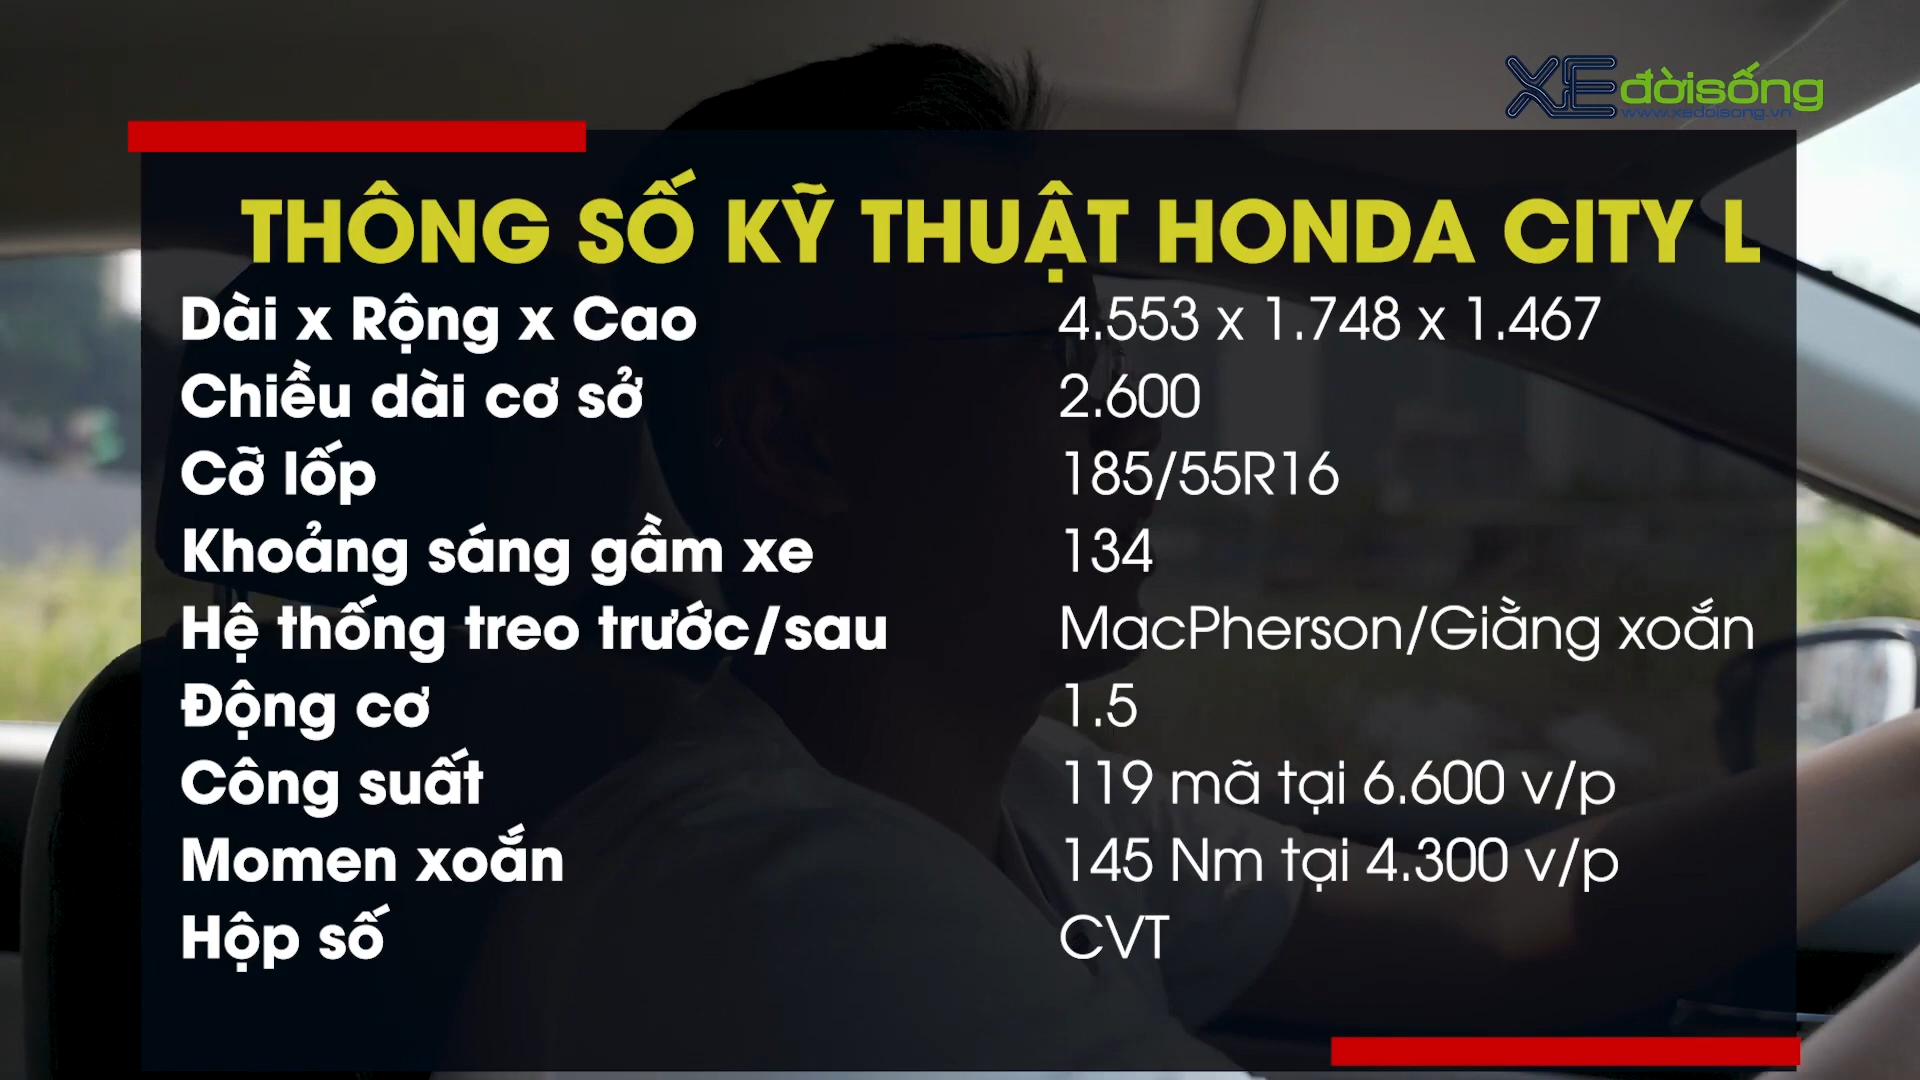 XE đời sống
www.xedoisong.vn
THÔNG SỐ KỸ THUẬT HONDA CITY L
Dài x Rộng x Cao 4.553 x 1.748 x 1.467
Chiều dài cơ sở 2.600
Cỡ lốp 185/55R16
Khoảng sáng gầm xe 134
Hệ thống treo trước/sau MacPherson/Giằng xoắn
Động cơ 1.5
Công suất 119 mã tại 6.600 v/p
Momen xoắn 145 Nm tại 4.300 v/p
Hộp số CVT